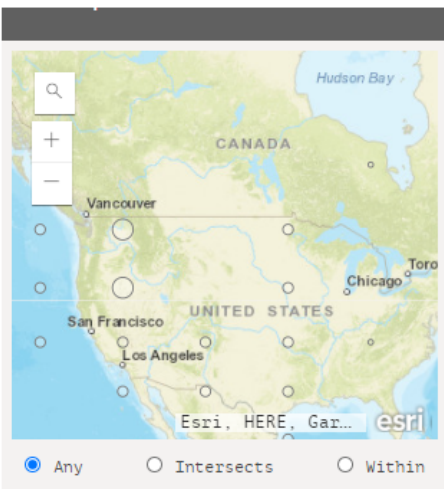 Hudson Bay
CANADA
+
−
Vancouver
Toro
Chicago
UNITED STATES
San Francisco
Los Angeles
Esri, HERE, Gar... esri
Any Intersects Within